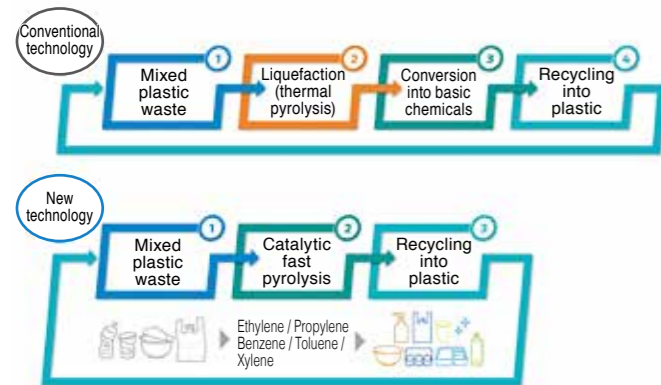 Conventional
technology
1
Mixed
plastic
waste
2
Liquefaction
(thermal
pyrolysis)
3
Conversion
into basic
chemicals
4
Recycling
into
plastic
New
technology
1
Mixed
plastic
waste
2
Catalytic
fast
pyrolysis
3
Recycling
into
plastic
Ethylene / Propylene
Benzene / Toluene /
Xylene